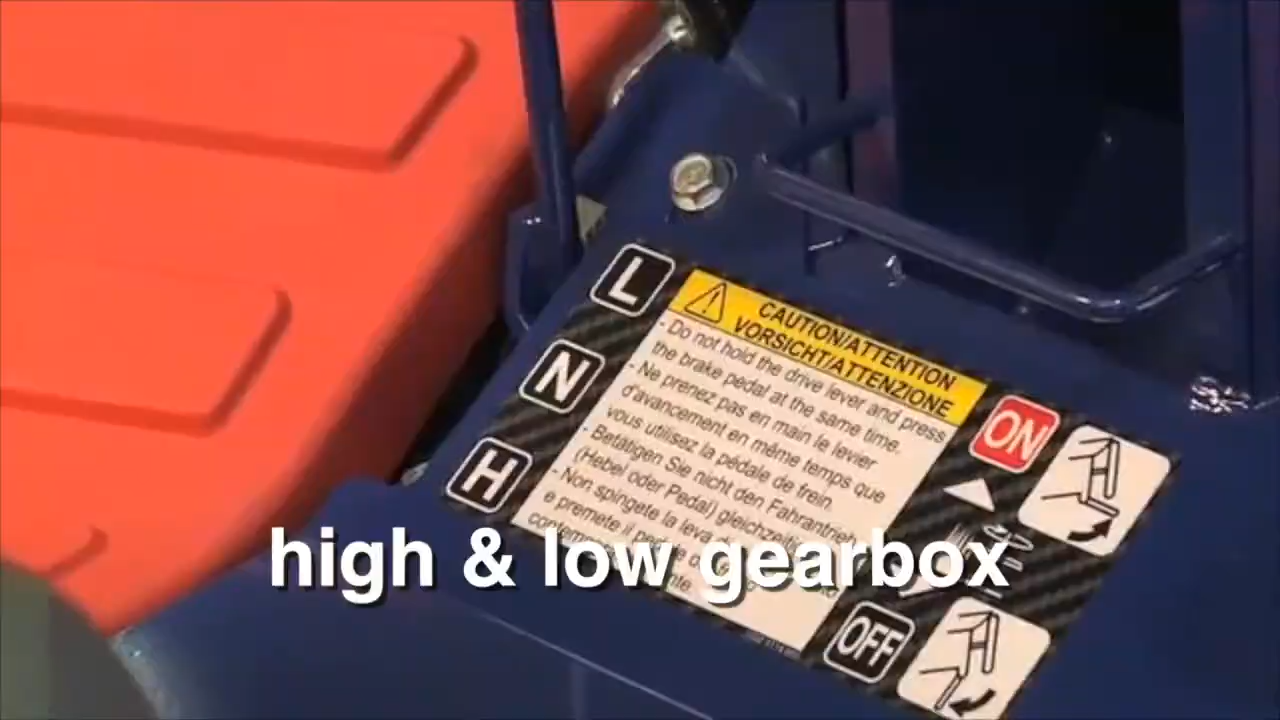 L
N
H
CAUTION/ATTENTION
VORSICHT/ATTENZIONE
- Do not hold the drive lever and press
the brake pedal at the same time.
- Ne prenez pas en main le levier
d'avancement en même temps que
vous utilisez la pédale de frein.
- Betätigen Sie nicht den Fahrantrieb
(Hebel oder Pedal) gleichzeitig
- Non spingete la leva
e premete il
ON
OFF
high & low gearbox